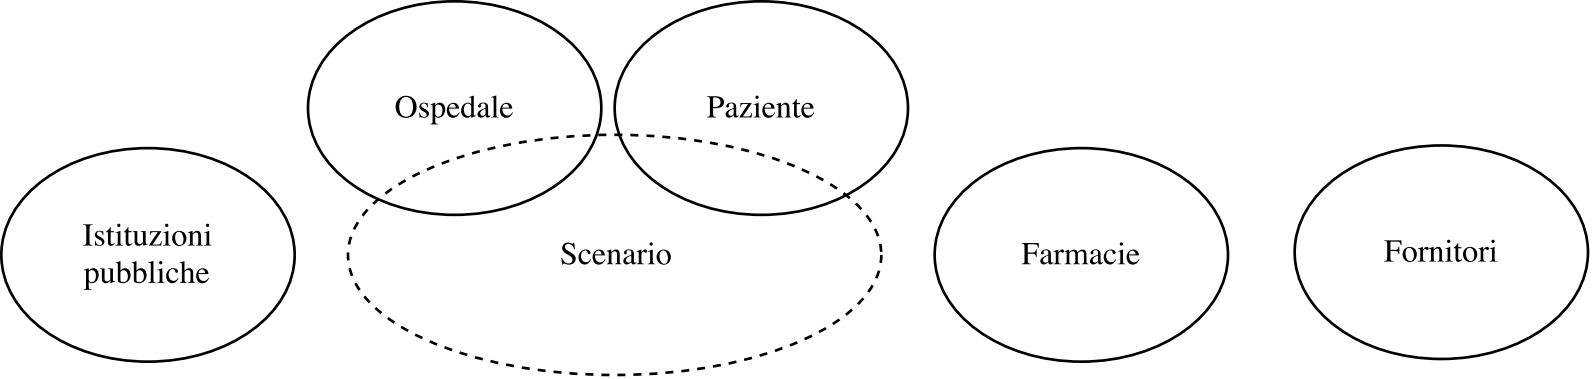 Ospedale
Paziente
Istituzioni
pubbliche
Scenario
Farmacie
Fornitori